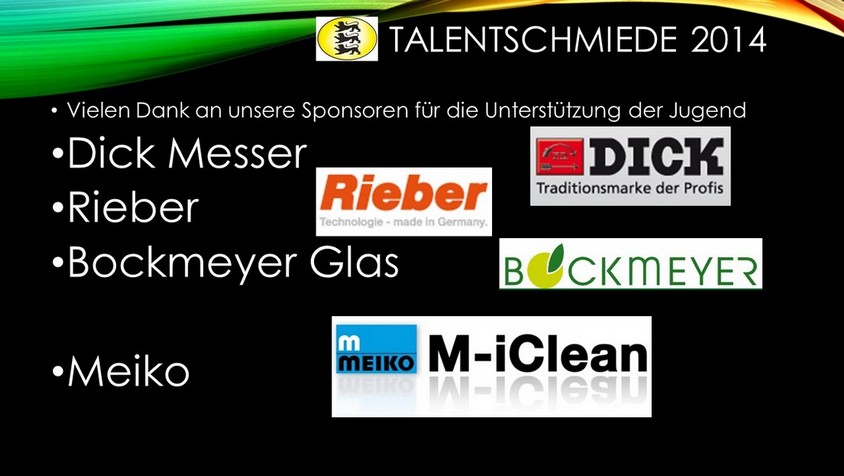 TALENTSCHMIEDE 2014
• Vielen Dank an unsere Sponsoren für die Unterstützung der Jugend
•Dick Messer
DICK
Traditionsmarke der Profis
•Rieber
Rieber
Technologie - made in Germany.
•Bockmeyer Glas
BOCKMEYER
•Meiko
m
MEIKO
M-iClean